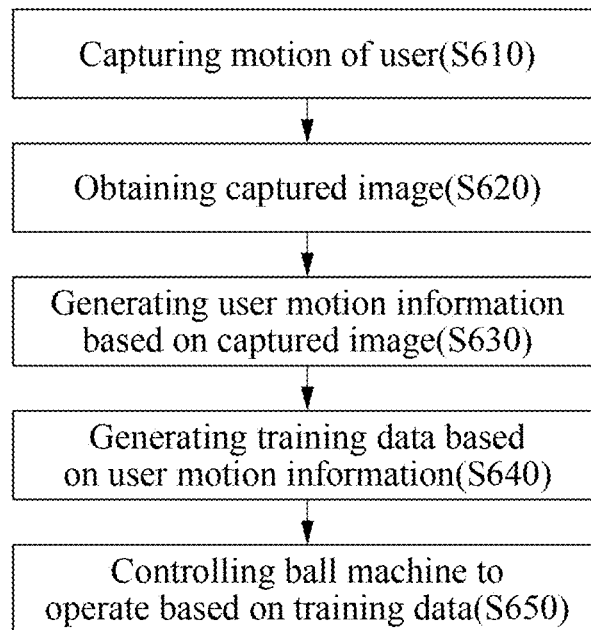 Capturing motion of user(S610)
Obtaining captured image(S620)
Generating user motion information
based on captured image(S630)
Generating training data based
on user motion information(S640)
Controlling ball machine to
operate based on training data(S650)